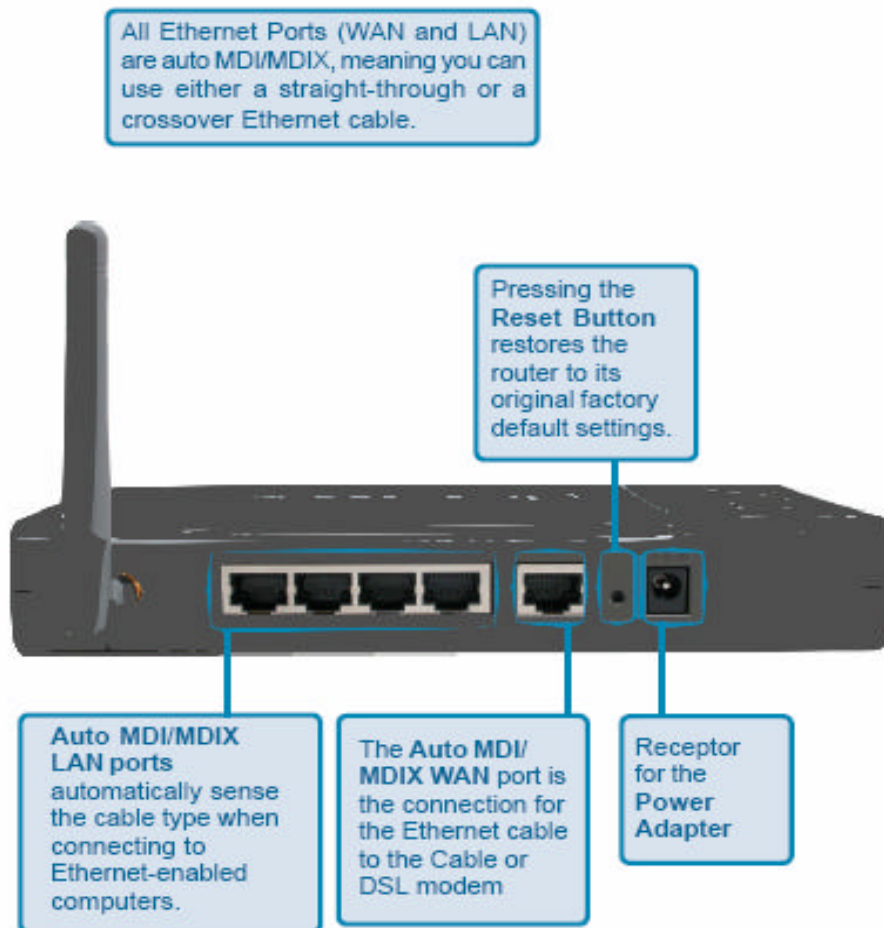 All Ethernet Ports (WAN and LAN)
are auto MDI/MDIX, meaning you can
use either a straight-through or a
crossover Ethernet cable.
Pressing the
Reset Button
restores the
router to its
original factory
default settings.
Auto MDI/MDIX
LAN ports
automatically sense
the cable type when
connecting to
Ethernet-enabled
computers.
The Auto MDI/
MDIX WAN port is
the connection for
the Ethernet cable
to the Cable or
DSL modem
Receptor
for the
Power
Adapter